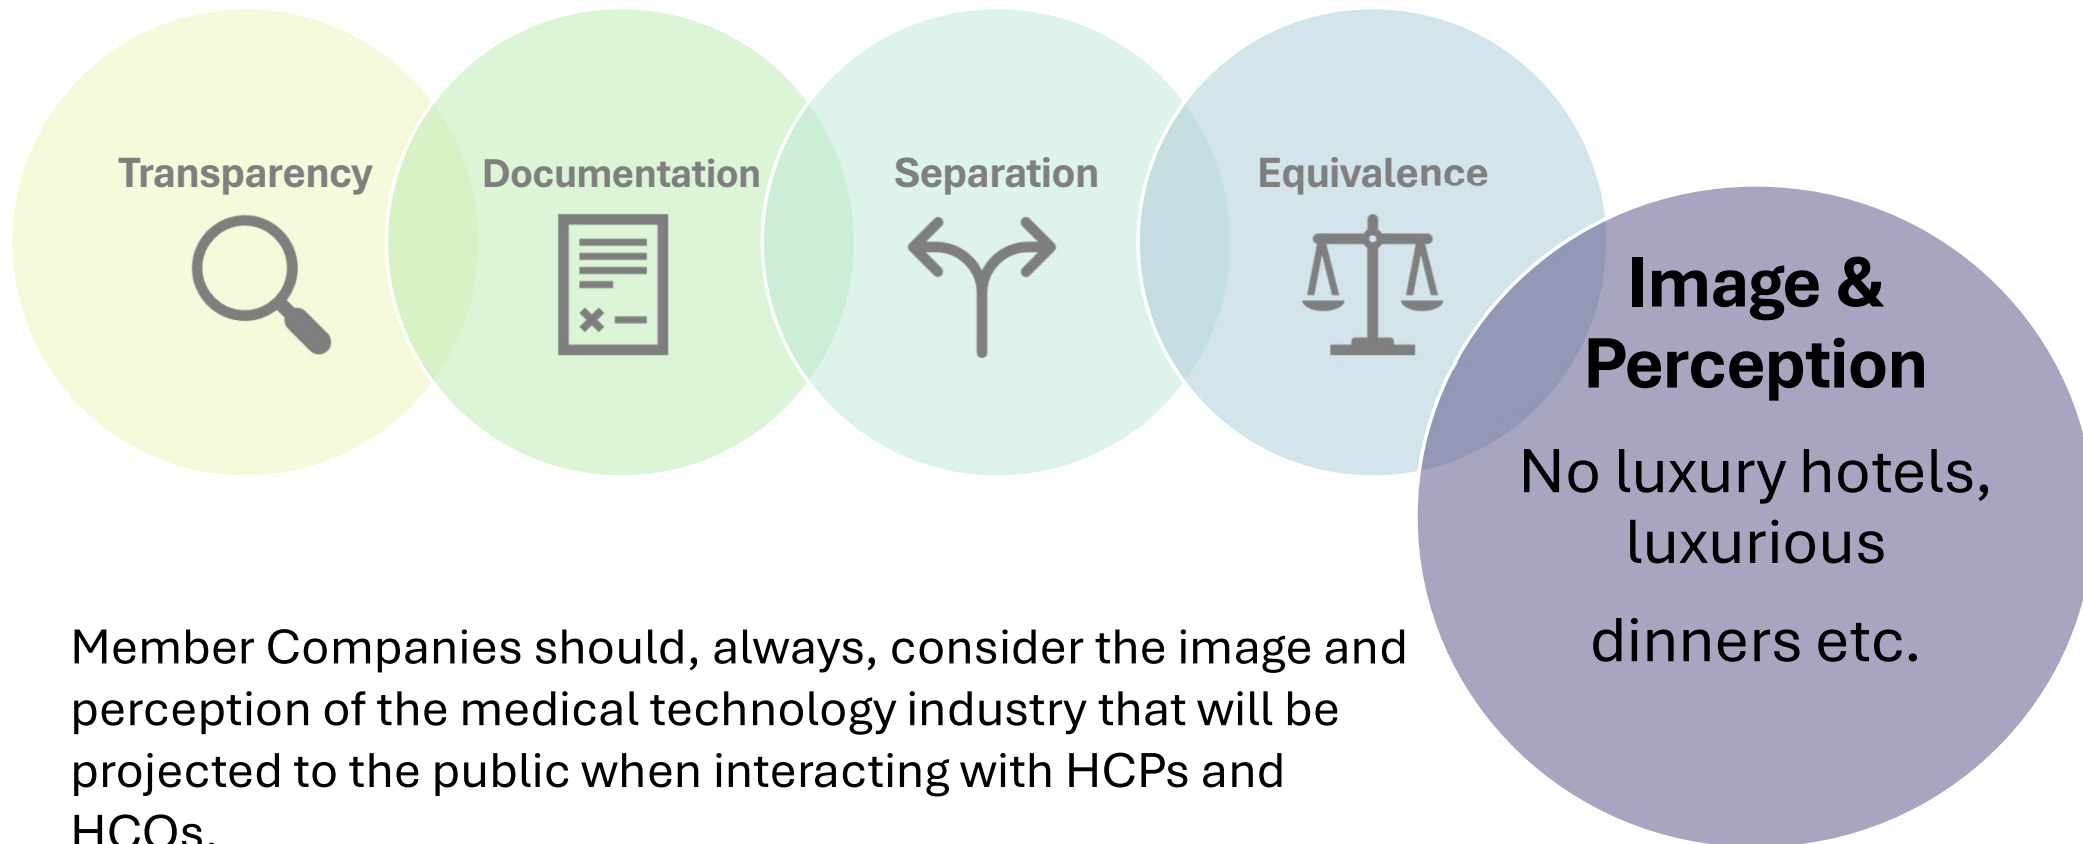 Transparency
Documentation
Separation
Equivalence
Image &
Perception
No luxury hotels,
luxurious
dinners etc.
Member Companies should, always, consider the image and
perception of the medical technology industry that will be
projected to the public when interacting with HCPs and
HCOs.